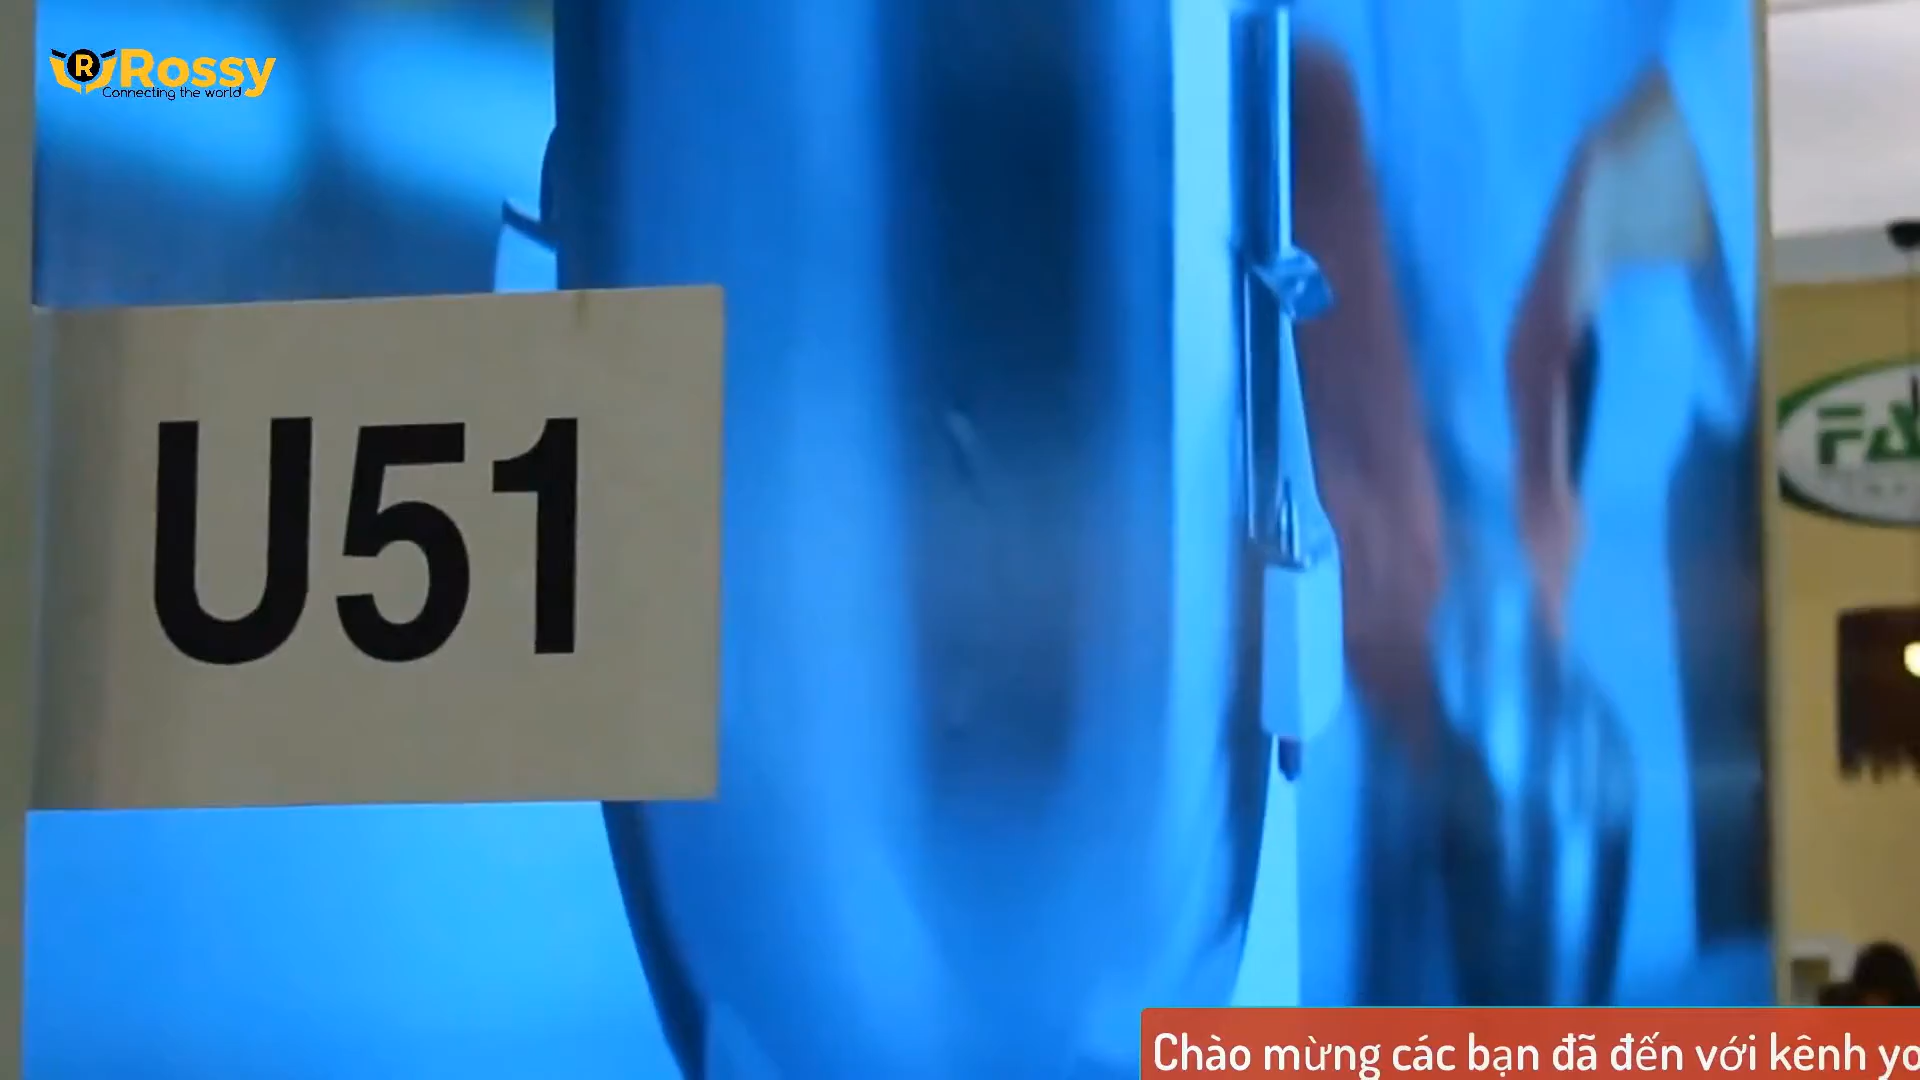 Rossy
Connecting the world
U51
Chào mừng các bạn đã đến với kênh